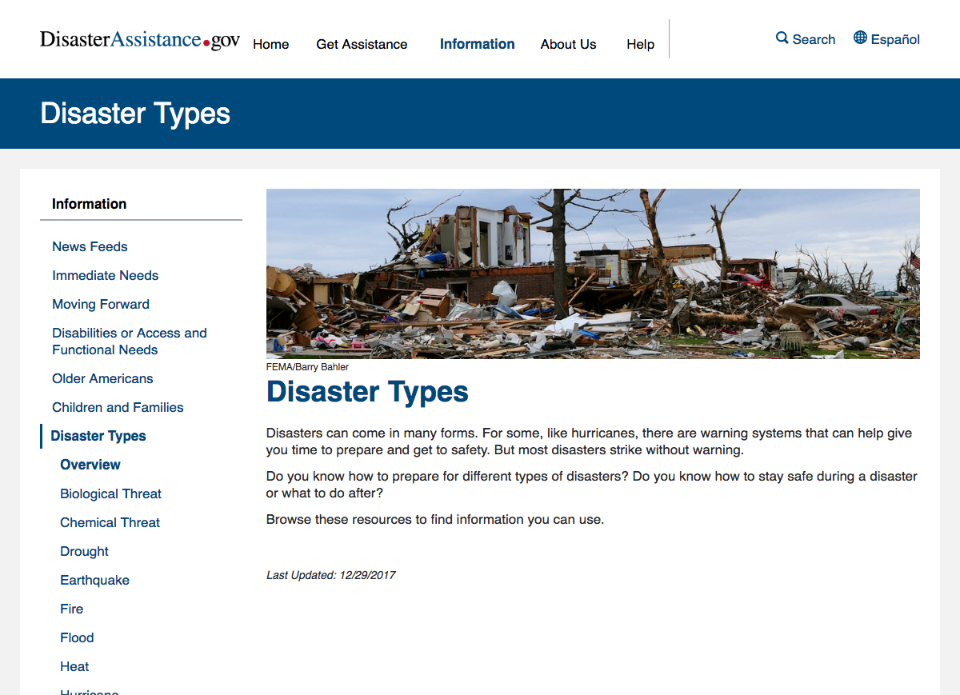 DisasterAssistance.gov
Home Get Assistance Information About Us Help Search Español
Disaster Types
Information
News Feeds
Immediate Needs
Moving Forward
Disabilities or Access and
Functional Needs
Older Americans
Children and Families
Disaster Types
Overview
Biological Threat
Chemical Threat
Drought
Earthquake
Fire
Flood
Heat
Hurricane
FEMA/Barry Bahler
Disaster Types
Disasters can come in many forms. For some, like hurricanes, there are warning systems that can help give
you time to prepare and get to safety. But most disasters strike without warning.
Do you know how to prepare for different types of disasters? Do you know how to stay safe during a disaster
or what to do after?
Browse these resources to find information you can use.
Last Updated: 12/29/2017